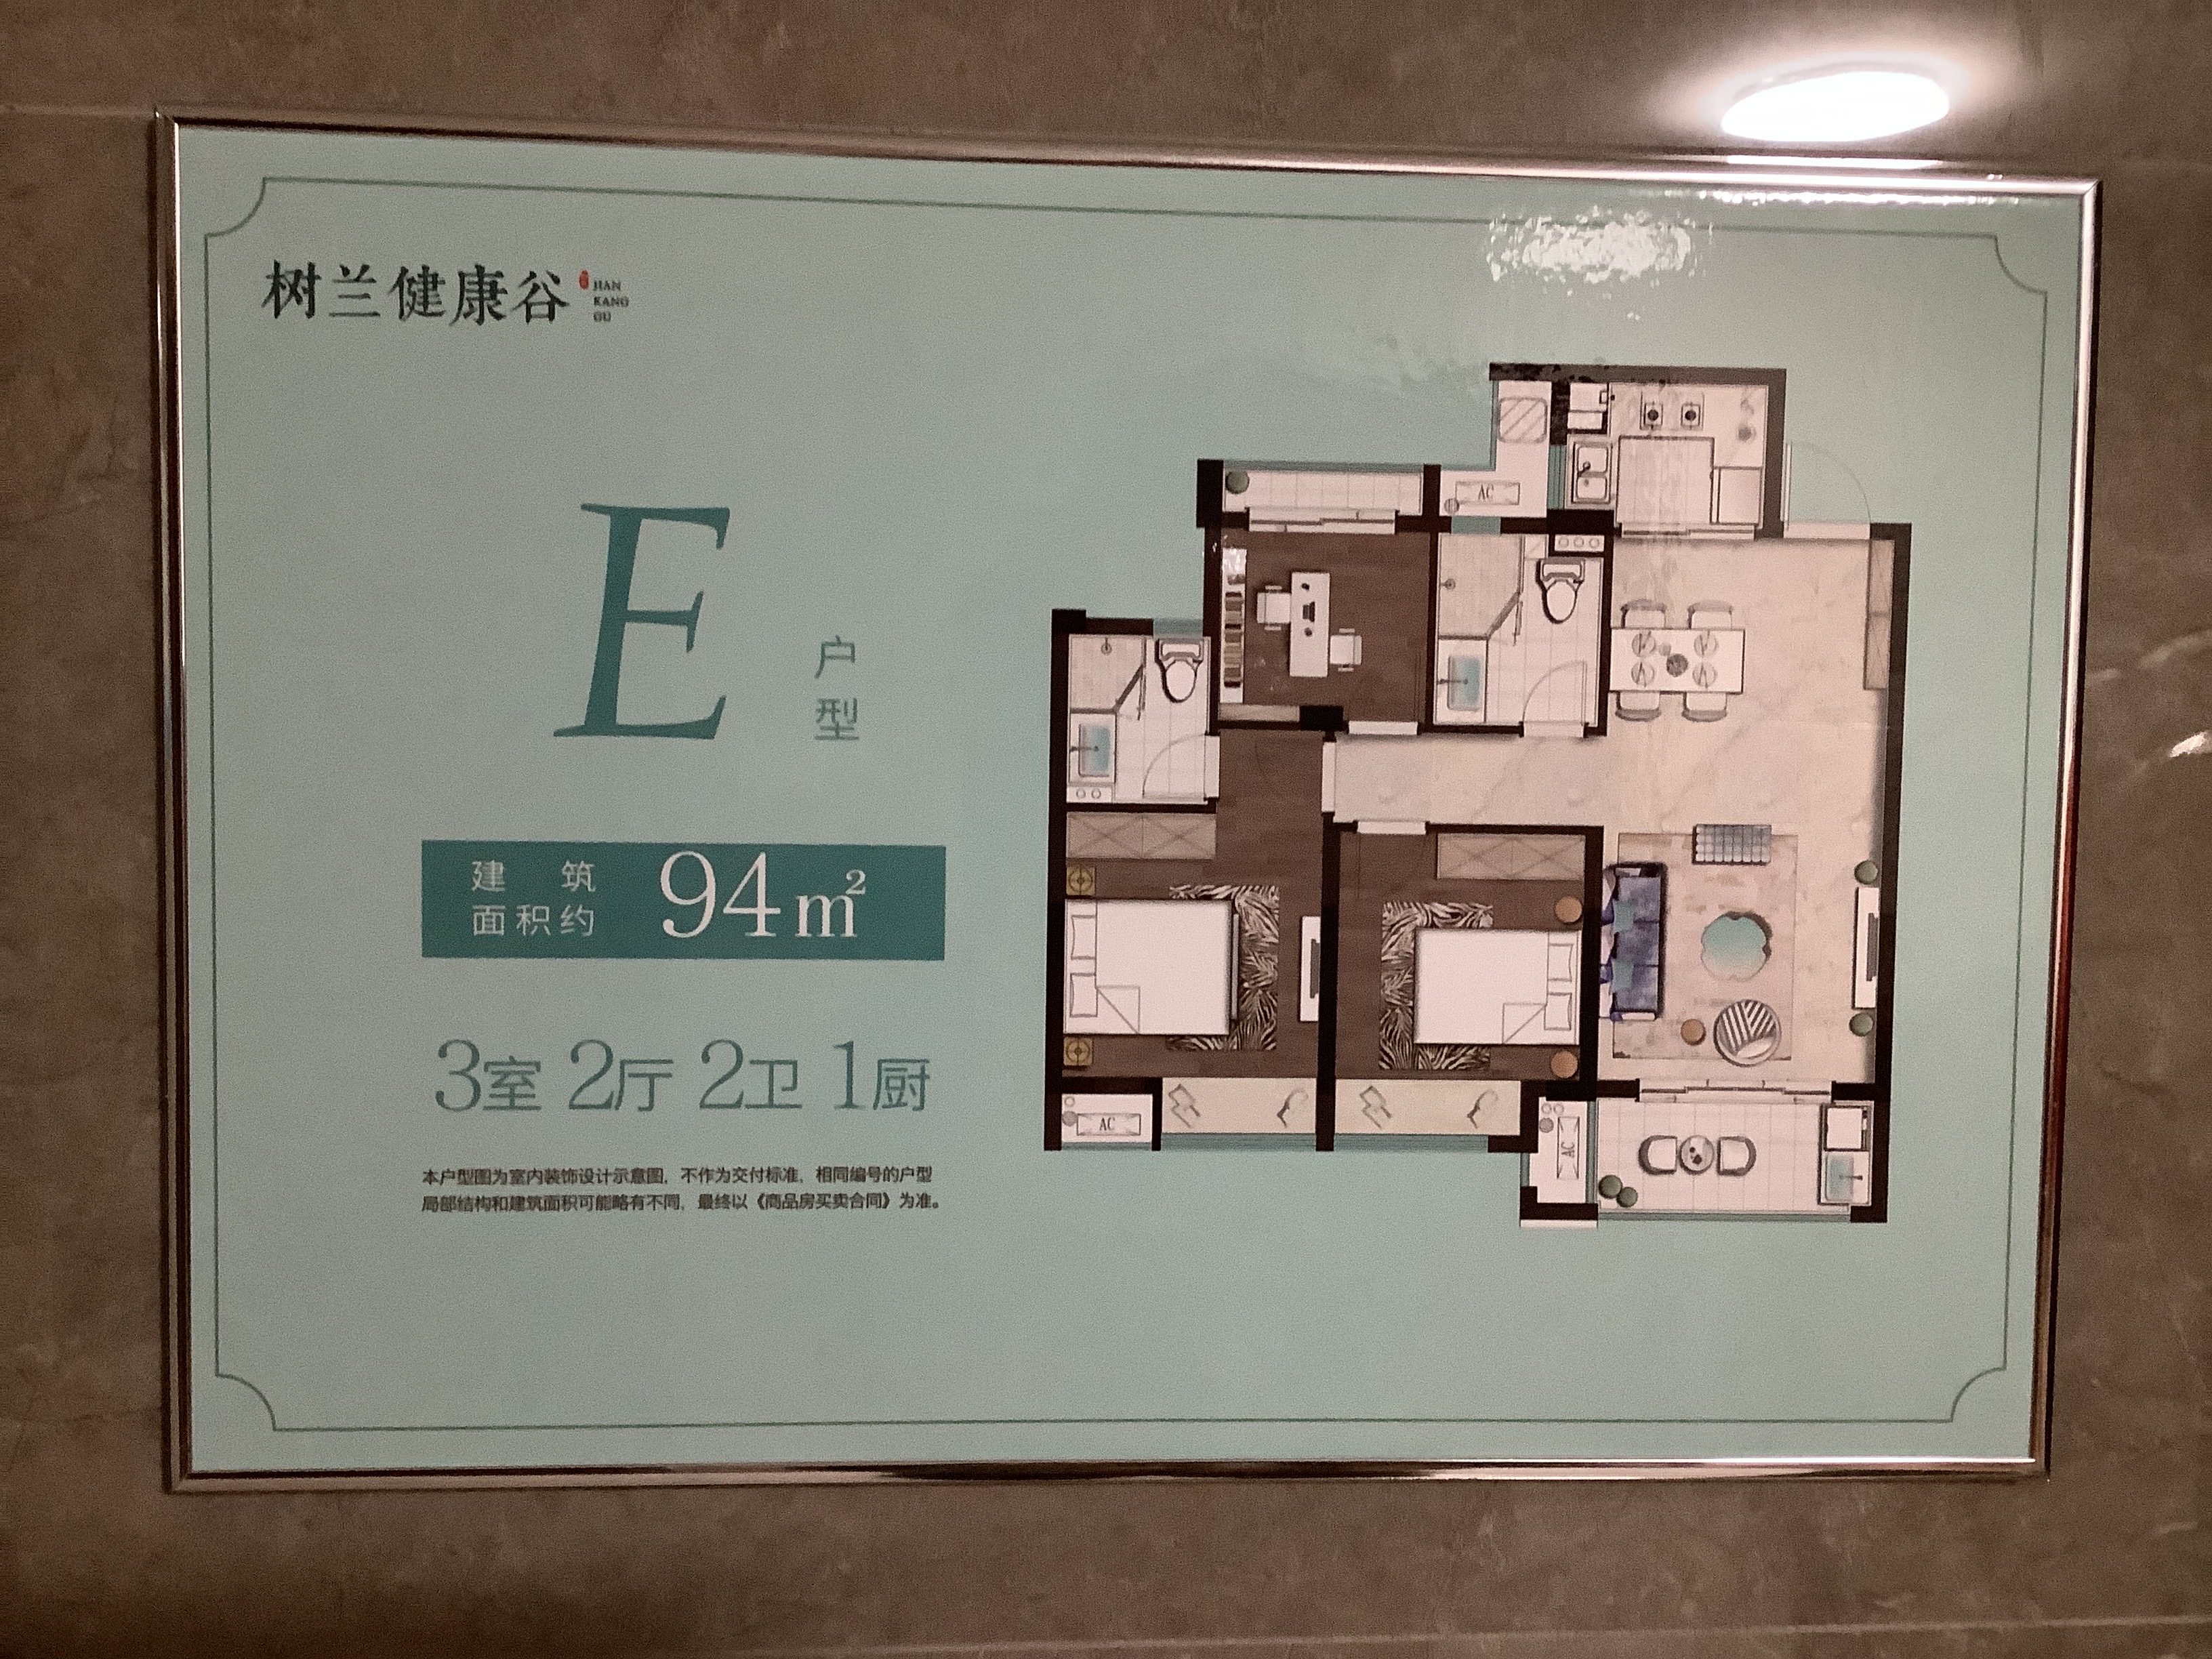 树兰健康谷
JIAN
KANG
GU
E
户
型
建筑
面积约
94m²
3室 2厅 2卫 1厨
本户型图为室内装饰设计示意图，不作为交付标准，相同编号的户型
局部结构和建筑面积可能略有不同，最终以《商品房买卖合同》为准。
AC
AC
AC